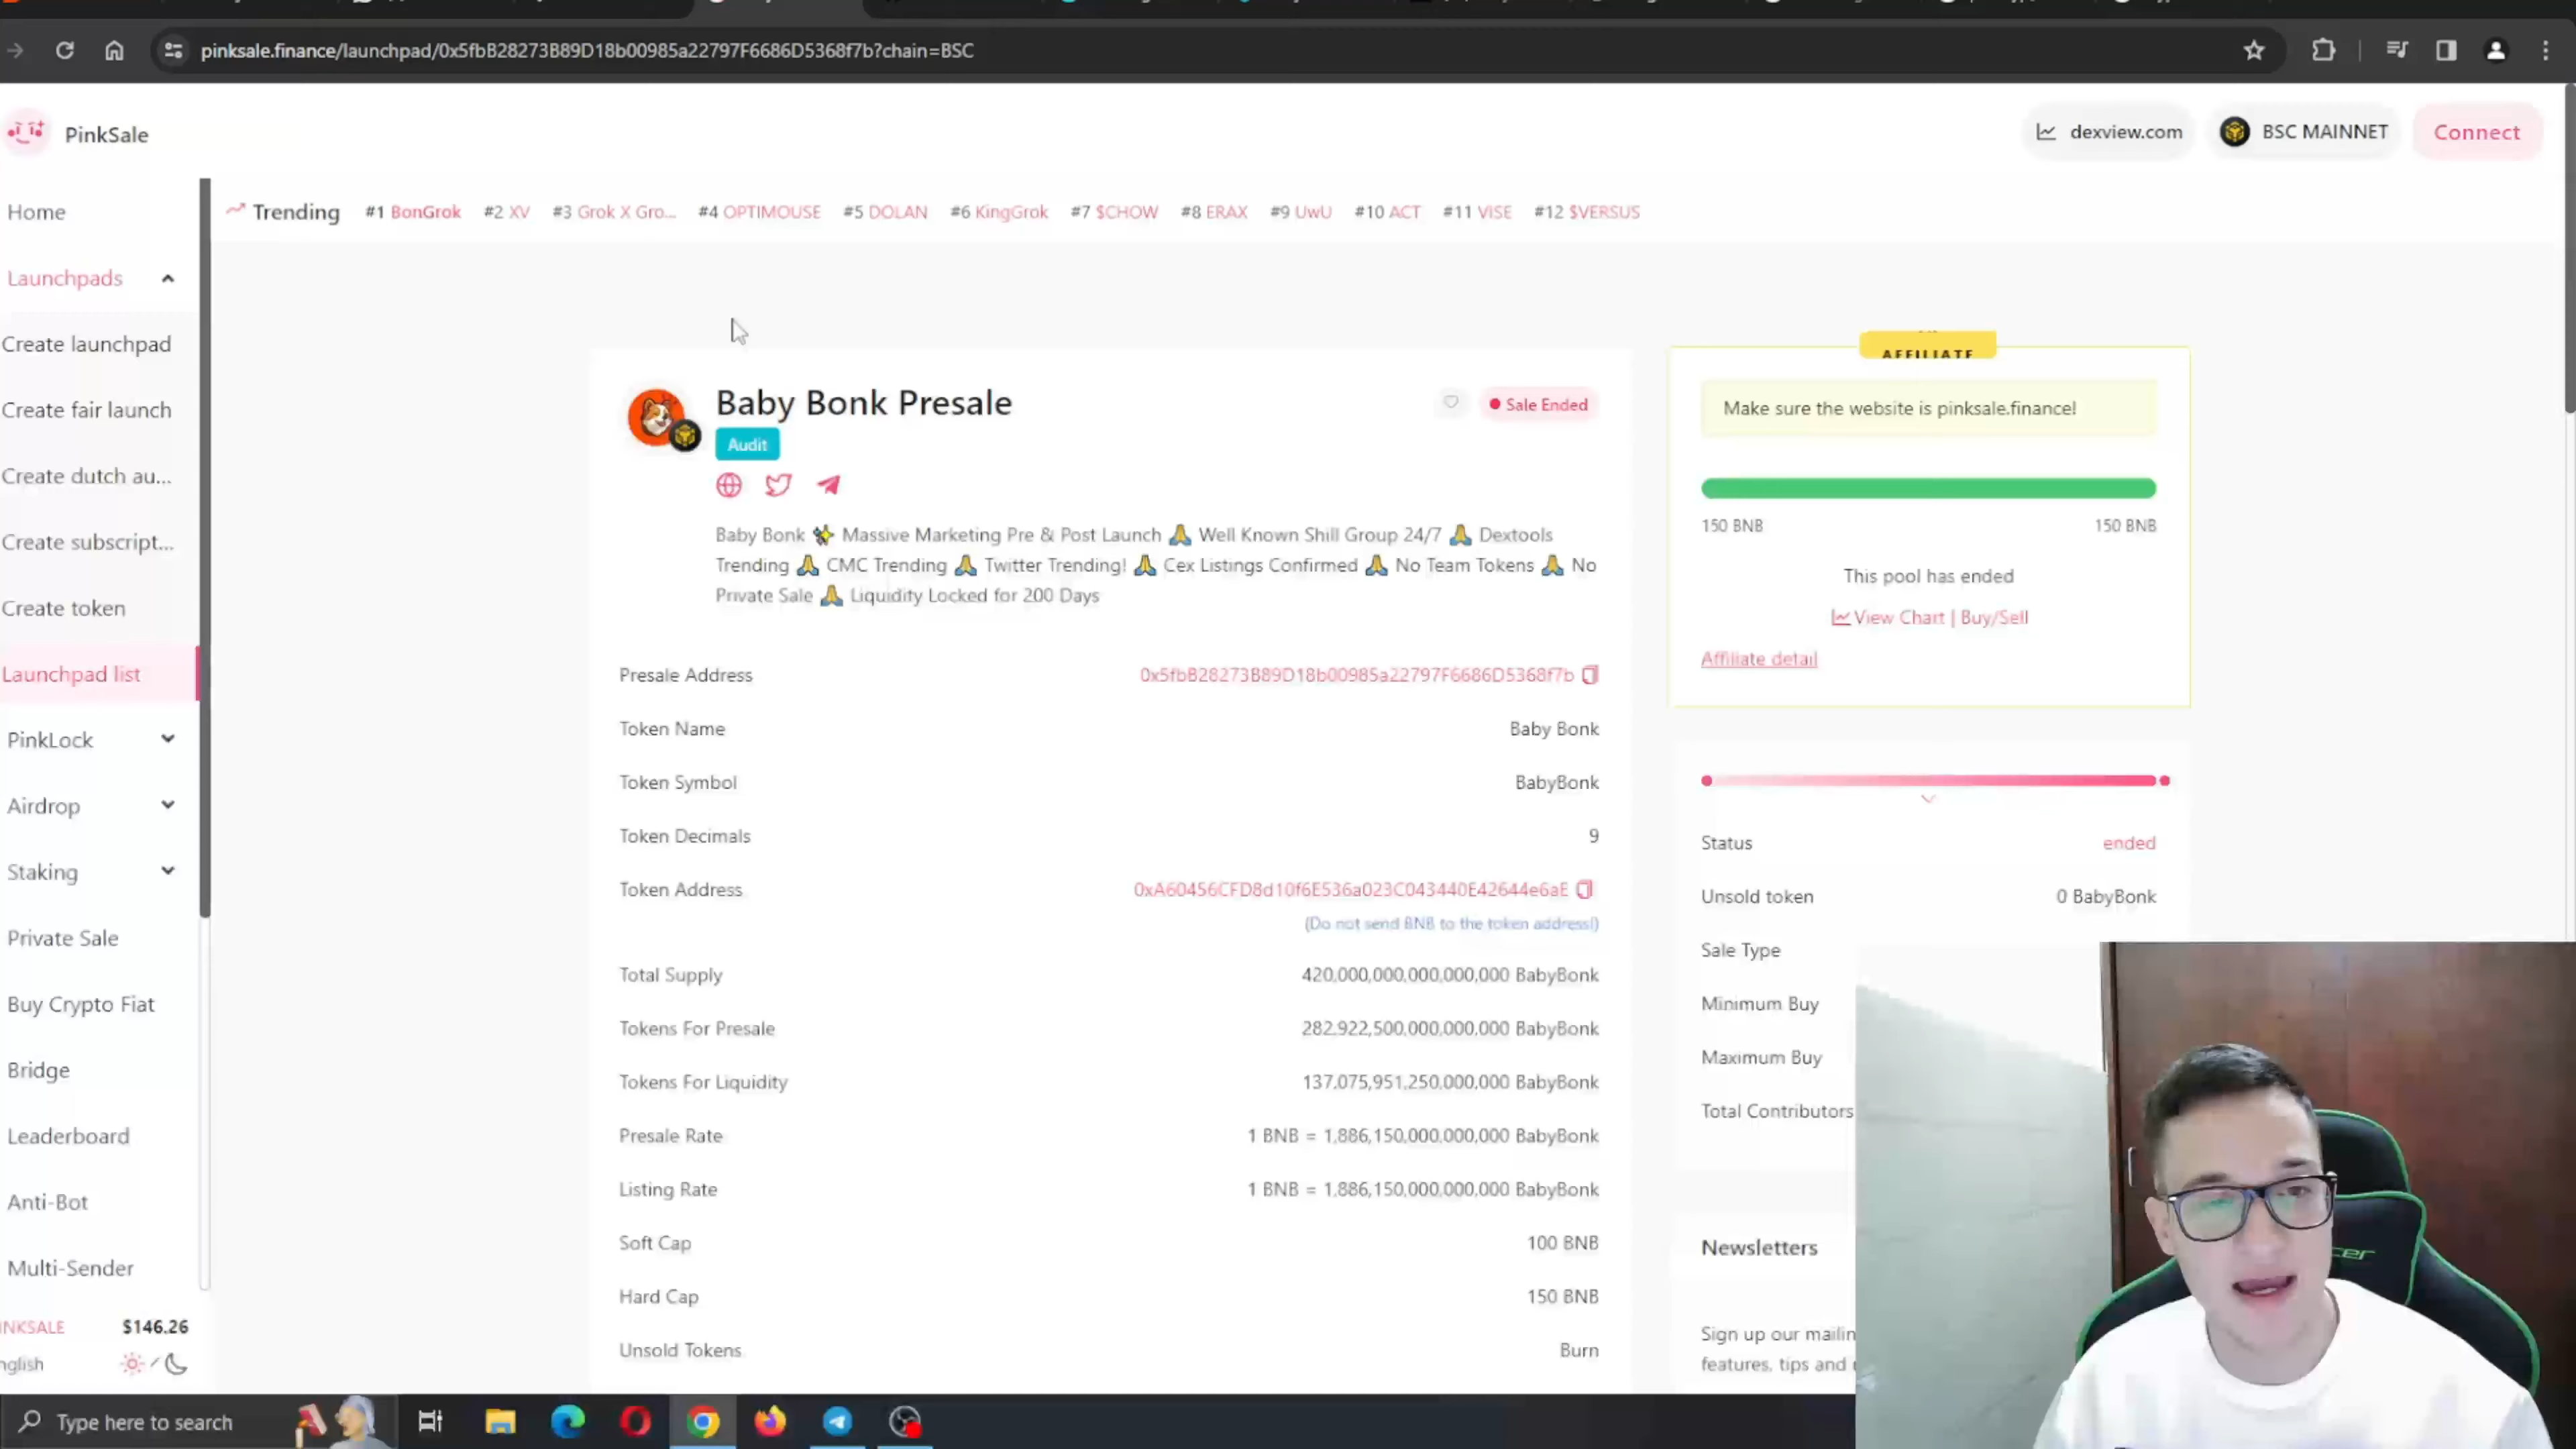 pinksale.finance/launchpad/0x5fbB28273B89D18b00985a22797F6686D5368f7b?chain=BSC
PinkSale
dexview.com
BSC MAINNET
Connect
Trending #1 BonGrok #2 XV #3 Grok X Gro... #4 OPTIMOUSE #5 DOLAN #6 KingGrok #7 $CHOW #8 ERAX #9 UwU #10 ACT #11 VISE #12 $VERSUS
Home
Launchpads
Create launchpad
Create fair launch
Create dutch au...
Create subscript...
Create token
Launchpad list
PinkLock
Airdrop
Staking
Private Sale
Buy Crypto Fiat
Bridge
Leaderboard
Anti-Bot
Multi-Sender
INKSALE $146.26
nglish
Baby Bonk Presale
Sale Ended
Audit
Baby Bonk ✨ Massive Marketing Pre & Post Launch 🙏 Well Known Shill Group 24/7 🙏 Dextools
Trending 🙏 CMC Trending 🙏 Twitter Trending! 🙏 Cex Listings Confirmed 🙏 No Team Tokens 🙏 No
Private Sale 🙏 Liquidity Locked for 200 Days
Presale Address 0x5fbB28273B89D18b00985a22797F6686D5368f7b
Token Name Baby Bonk
Token Symbol BabyBonk
Token Decimals 9
Token Address 0xA60456CFD8d10f6E536a023C043440E42644e6aE
(Do not send BNB to the token address!)
Total Supply 420,000,000,000,000,000 BabyBonk
Tokens For Presale 282,922,500,000,000,000 BabyBonk
Tokens For Liquidity 137,075,951,250,000,000 BabyBonk
Presale Rate 1 BNB = 1,886,150,000,000,000 BabyBonk
Listing Rate 1 BNB = 1,886,150,000,000,000 BabyBonk
Soft Cap 100 BNB
Hard Cap 150 BNB
Unsold Tokens Burn
AFFILIATE
Make sure the website is pinksale.finance!
150 BNB 150 BNB
This pool has ended
View Chart | Buy/Sell
Affiliate detail
Status ended
Unsold token 0 BabyBonk
Sale Type
Minimum Buy
Maximum Buy
Total Contributors
Newsletters
Sign up our mailin
features, tips and
Type here to search